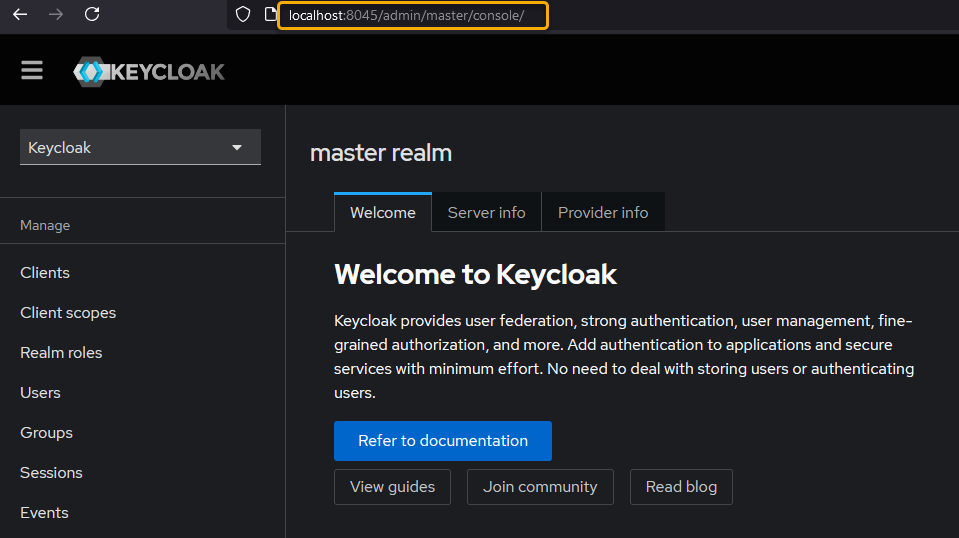 localhost:8045/admin/master/console/
KEYCLOAK
Keycloak
master realm
Manage
Clients
Client scopes
Realm roles
Users
Groups
Sessions
Events
Welcome
Server info
Provider info
Welcome to Keycloak
Keycloak provides user federation, strong authentication, user management, fine-
grained authorization, and more. Add authentication to applications and secure
services with minimum effort. No need to deal with storing users or authenticating
users.
Refer to documentation
View guides
Join community
Read blog